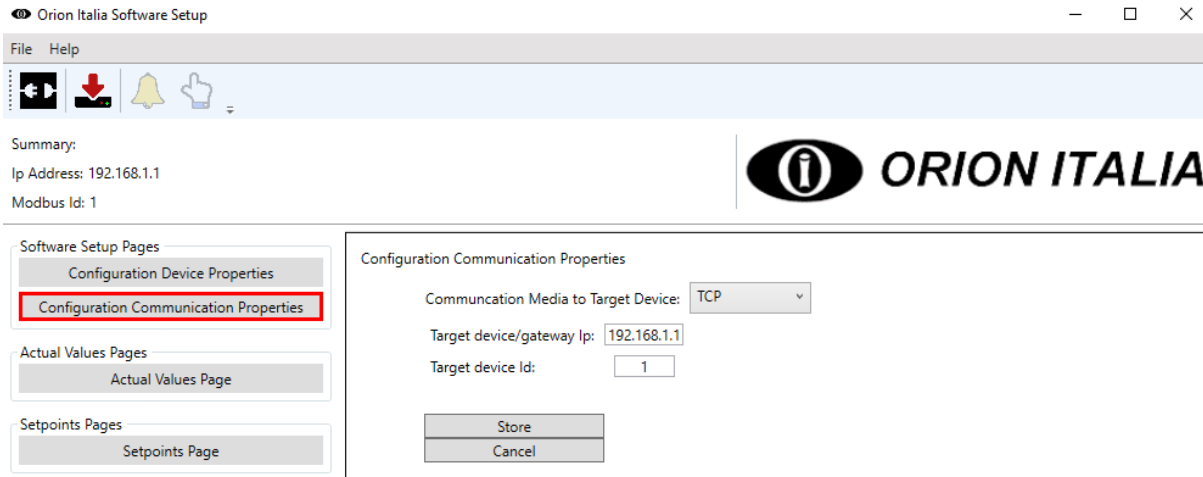 Orion Italia Software Setup
File Help
Summary:
Ip Address: 192.168.1.1
Modbus Id: 1
ORION ITALIA
Software Setup Pages
Configuration Device Properties
Configuration Communication Properties
Actual Values Pages
Actual Values Page
Setpoints Pages
Setpoints Page
Configuration Communication Properties
Communcation Media to Target Device: TCP
Target device/gateway Ip: 192.168.1.1
Target device Id: 1
Store
Cancel